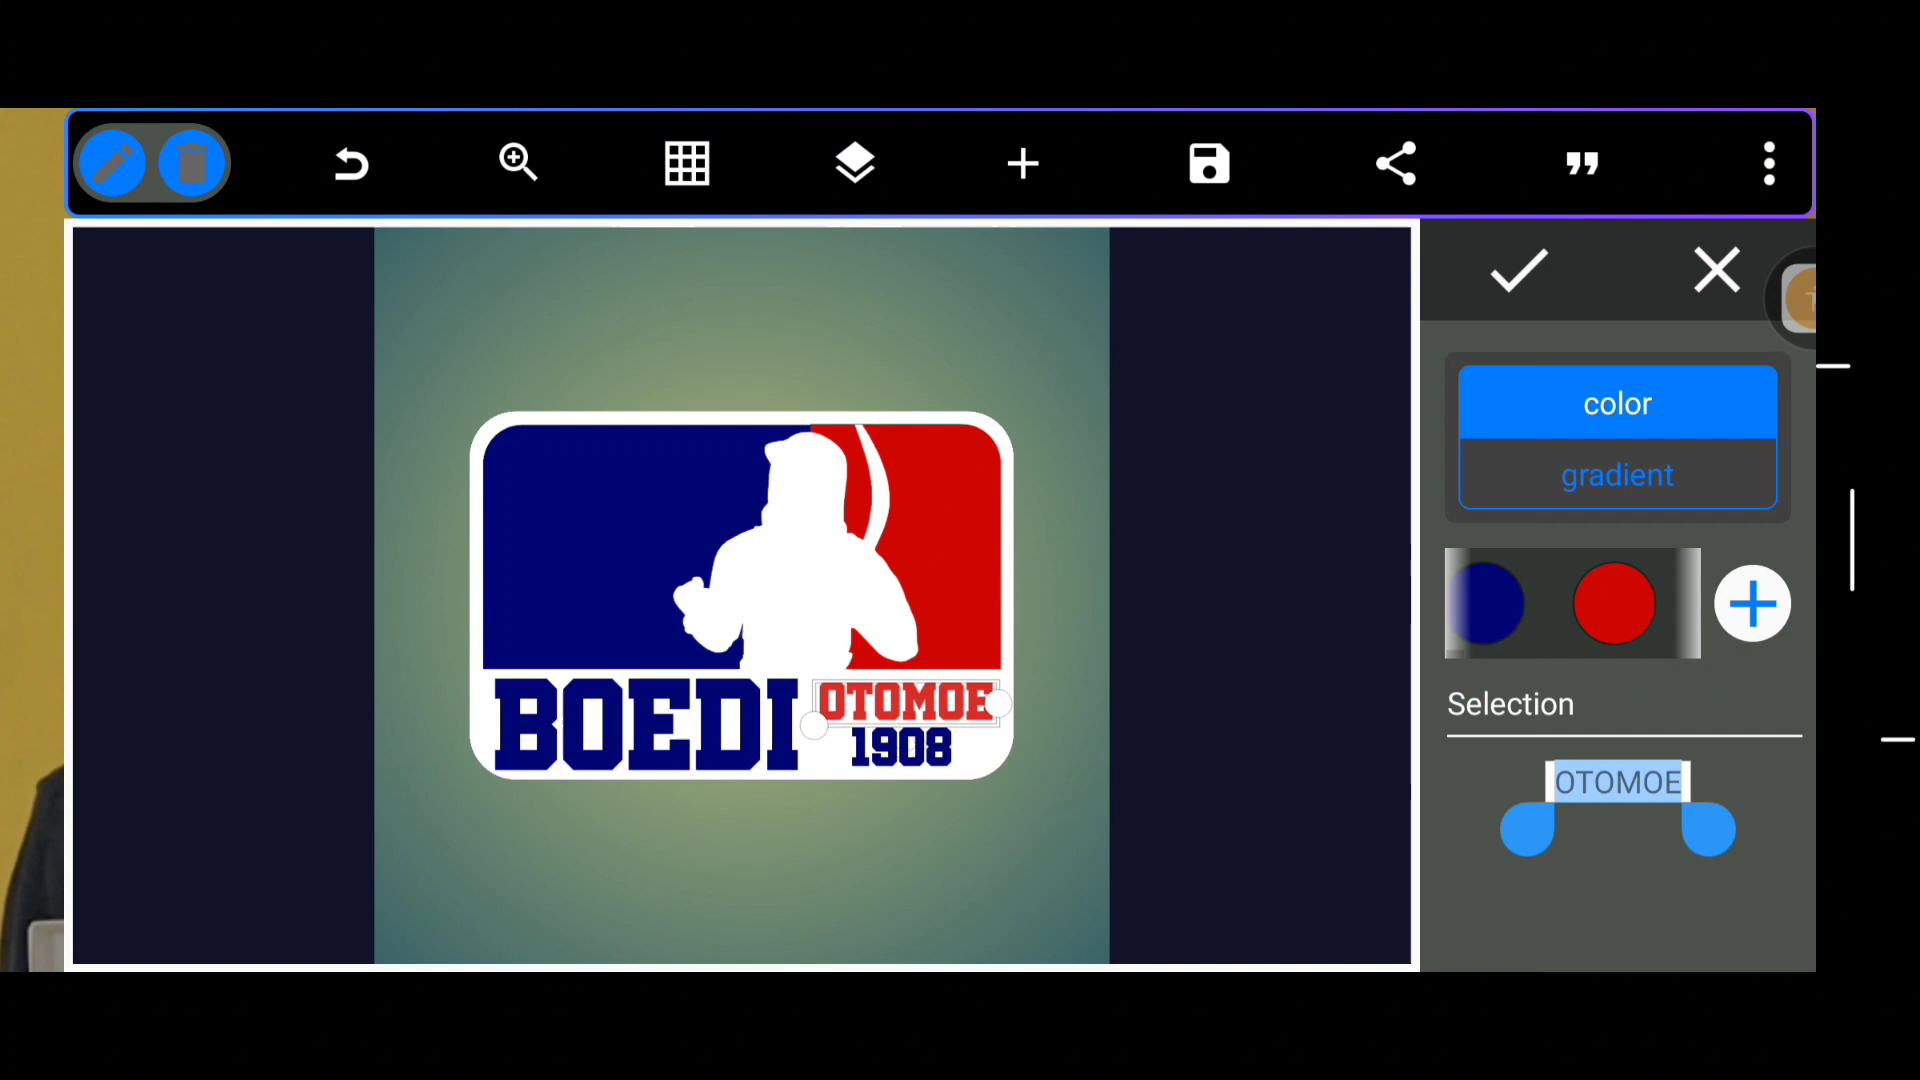 color
gradient
Selection
OTOMOE
BOEDI
OTOMOE
1908